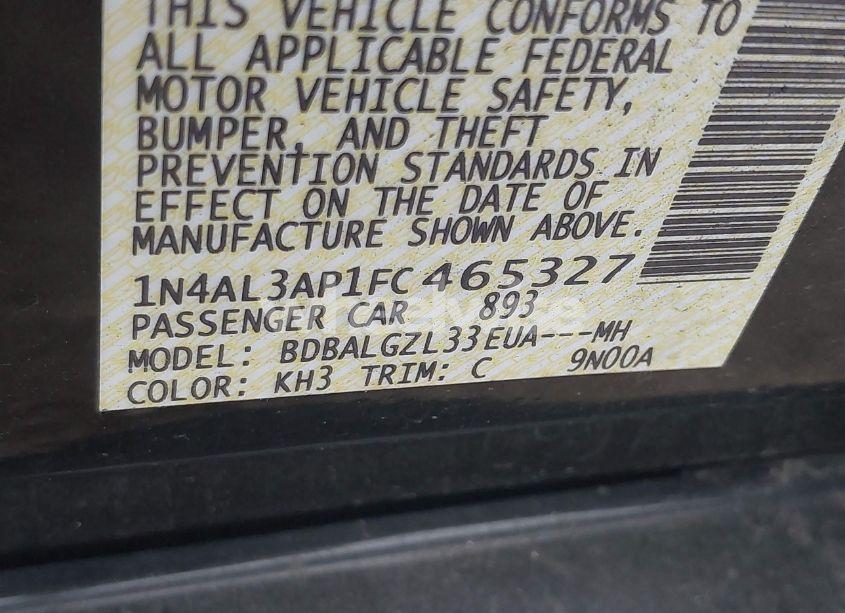 THIS VEHICLE CONFORMS TO
ALL APPLICABLE FEDERAL
MOTOR VEHICLE SAFETY,
BUMPER, AND THEFT
PREVENTION STANDARDS IN
EFFECT ON THE DATE OF
MANUFACTURE SHOWN ABOVE.
1N4AL3AP1FC465327
PASSENGER CAR 893
MODEL: BDBALGZL33EUA---MH
COLOR: KH3 TRIM: C 9N00A